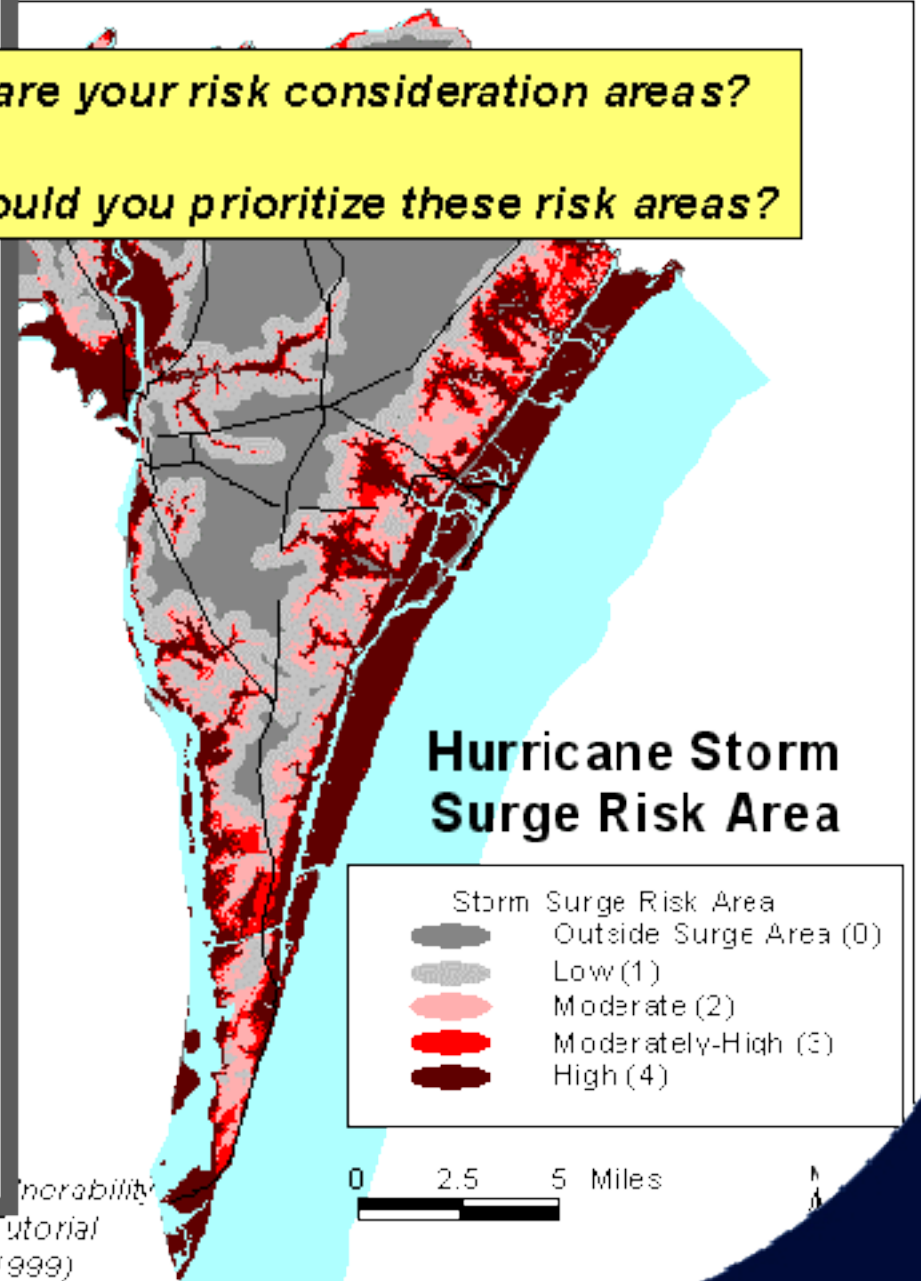 are your risk consideration areas?
ould you prioritize these risk areas?
Hurricane Storm
Surge Risk Area
Storm Surge Risk Area
Outside Surge Area (0)
Low (1)
Moderate (2)
Moderately-High (3)
High (4)
0 2.5 5 Miles
N
lnerability
utorial
1999)